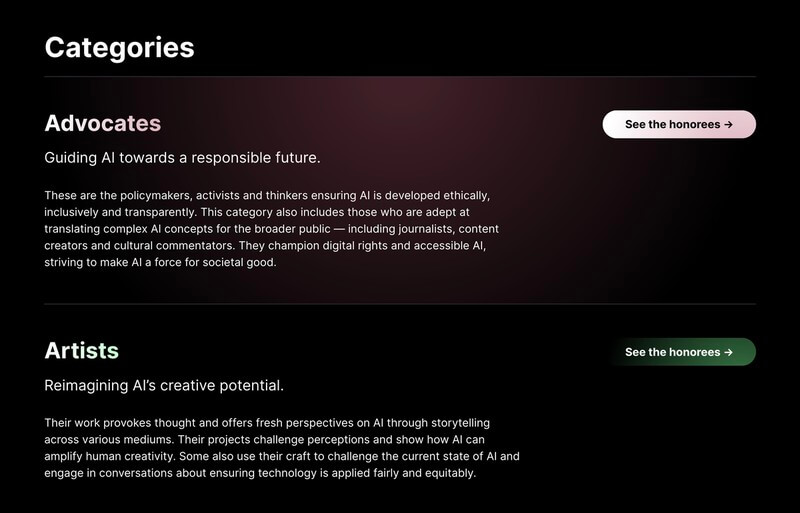 Categories
Advocates
See the honorees →
Guiding AI towards a responsible future.
These are the policymakers, activists and thinkers ensuring AI is developed ethically,
inclusively and transparently. This category also includes those who are adept at
translating complex AI concepts for the broader public — including journalists, content
creators and cultural commentators. They champion digital rights and accessible AI,
striving to make AI a force for societal good.
Artists
See the honorees →
Reimagining AI’s creative potential.
Their work provokes thought and offers fresh perspectives on AI through storytelling
across various mediums. Their projects challenge perceptions and show how AI can
amplify human creativity. Some also use their craft to challenge the current state of AI and
engage in conversations about ensuring technology is applied fairly and equitably.